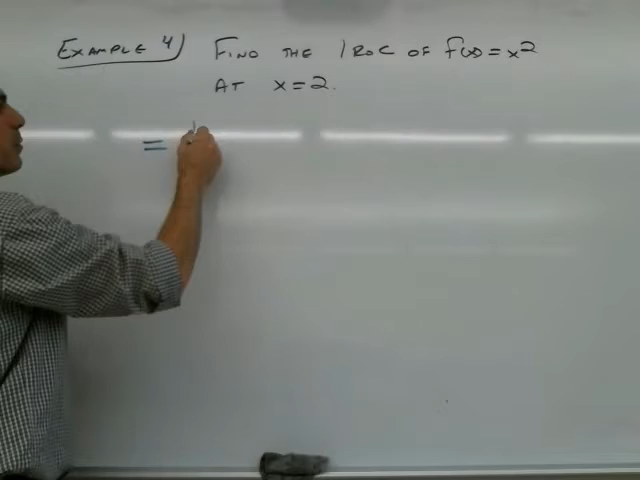 EXAMPLE 4) FIND THE IROC OF f(x)=x²
AT x=2.
=